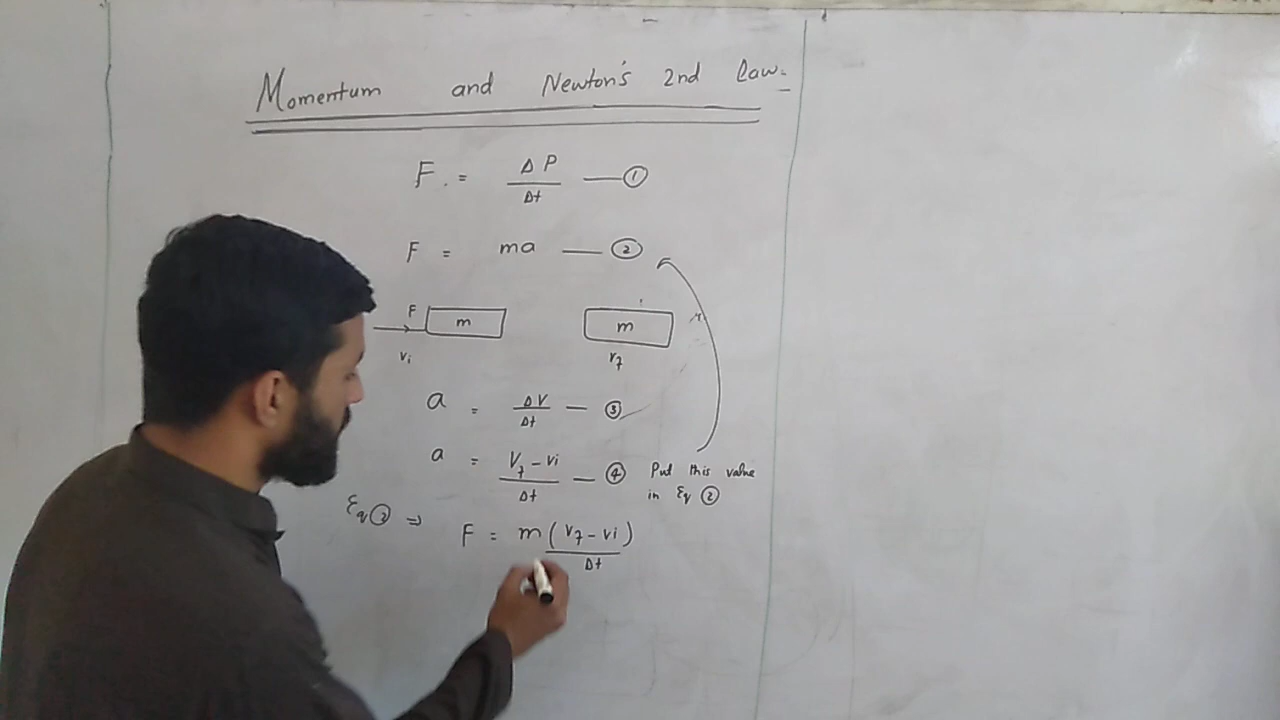 Momentum and Newton's 2nd Law.
F = ΔP/Δt — ①
F = ma — ②
F m m
vi vf
a = ΔV/Δt — ③
a = Vf - vi/Δt — ④ Put this value
in Eq ②
Eq ② ⇒ F = m(vf - vi)/Δt